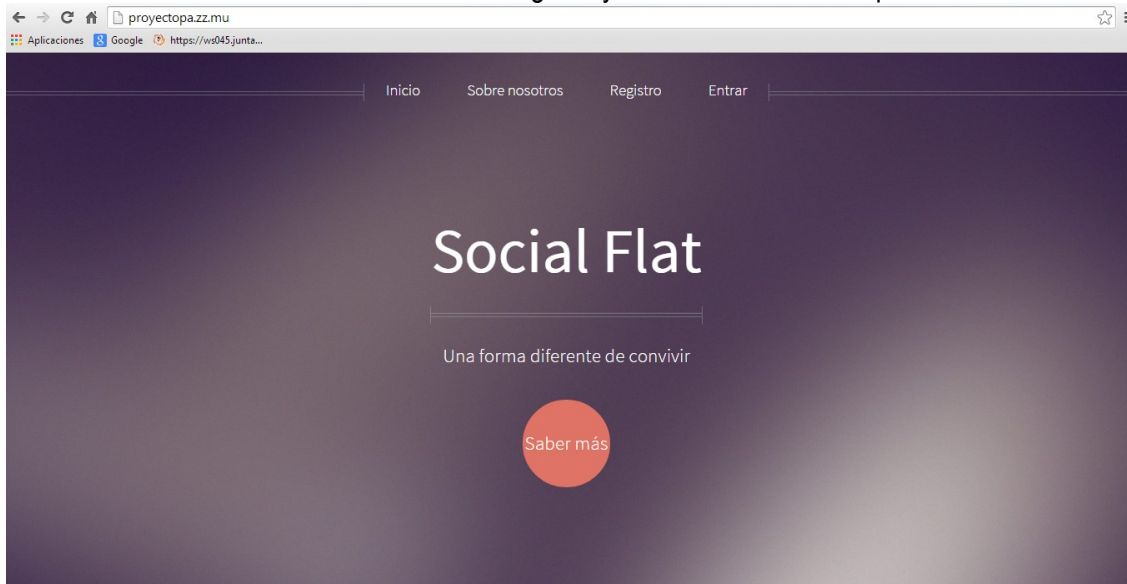 proyectopa.zz.mu
Aplicaciones Google https://ws045.junta...
Inicio Sobre nosotros Registro Entrar
Social Flat
Una forma diferente de convivir
Saber más